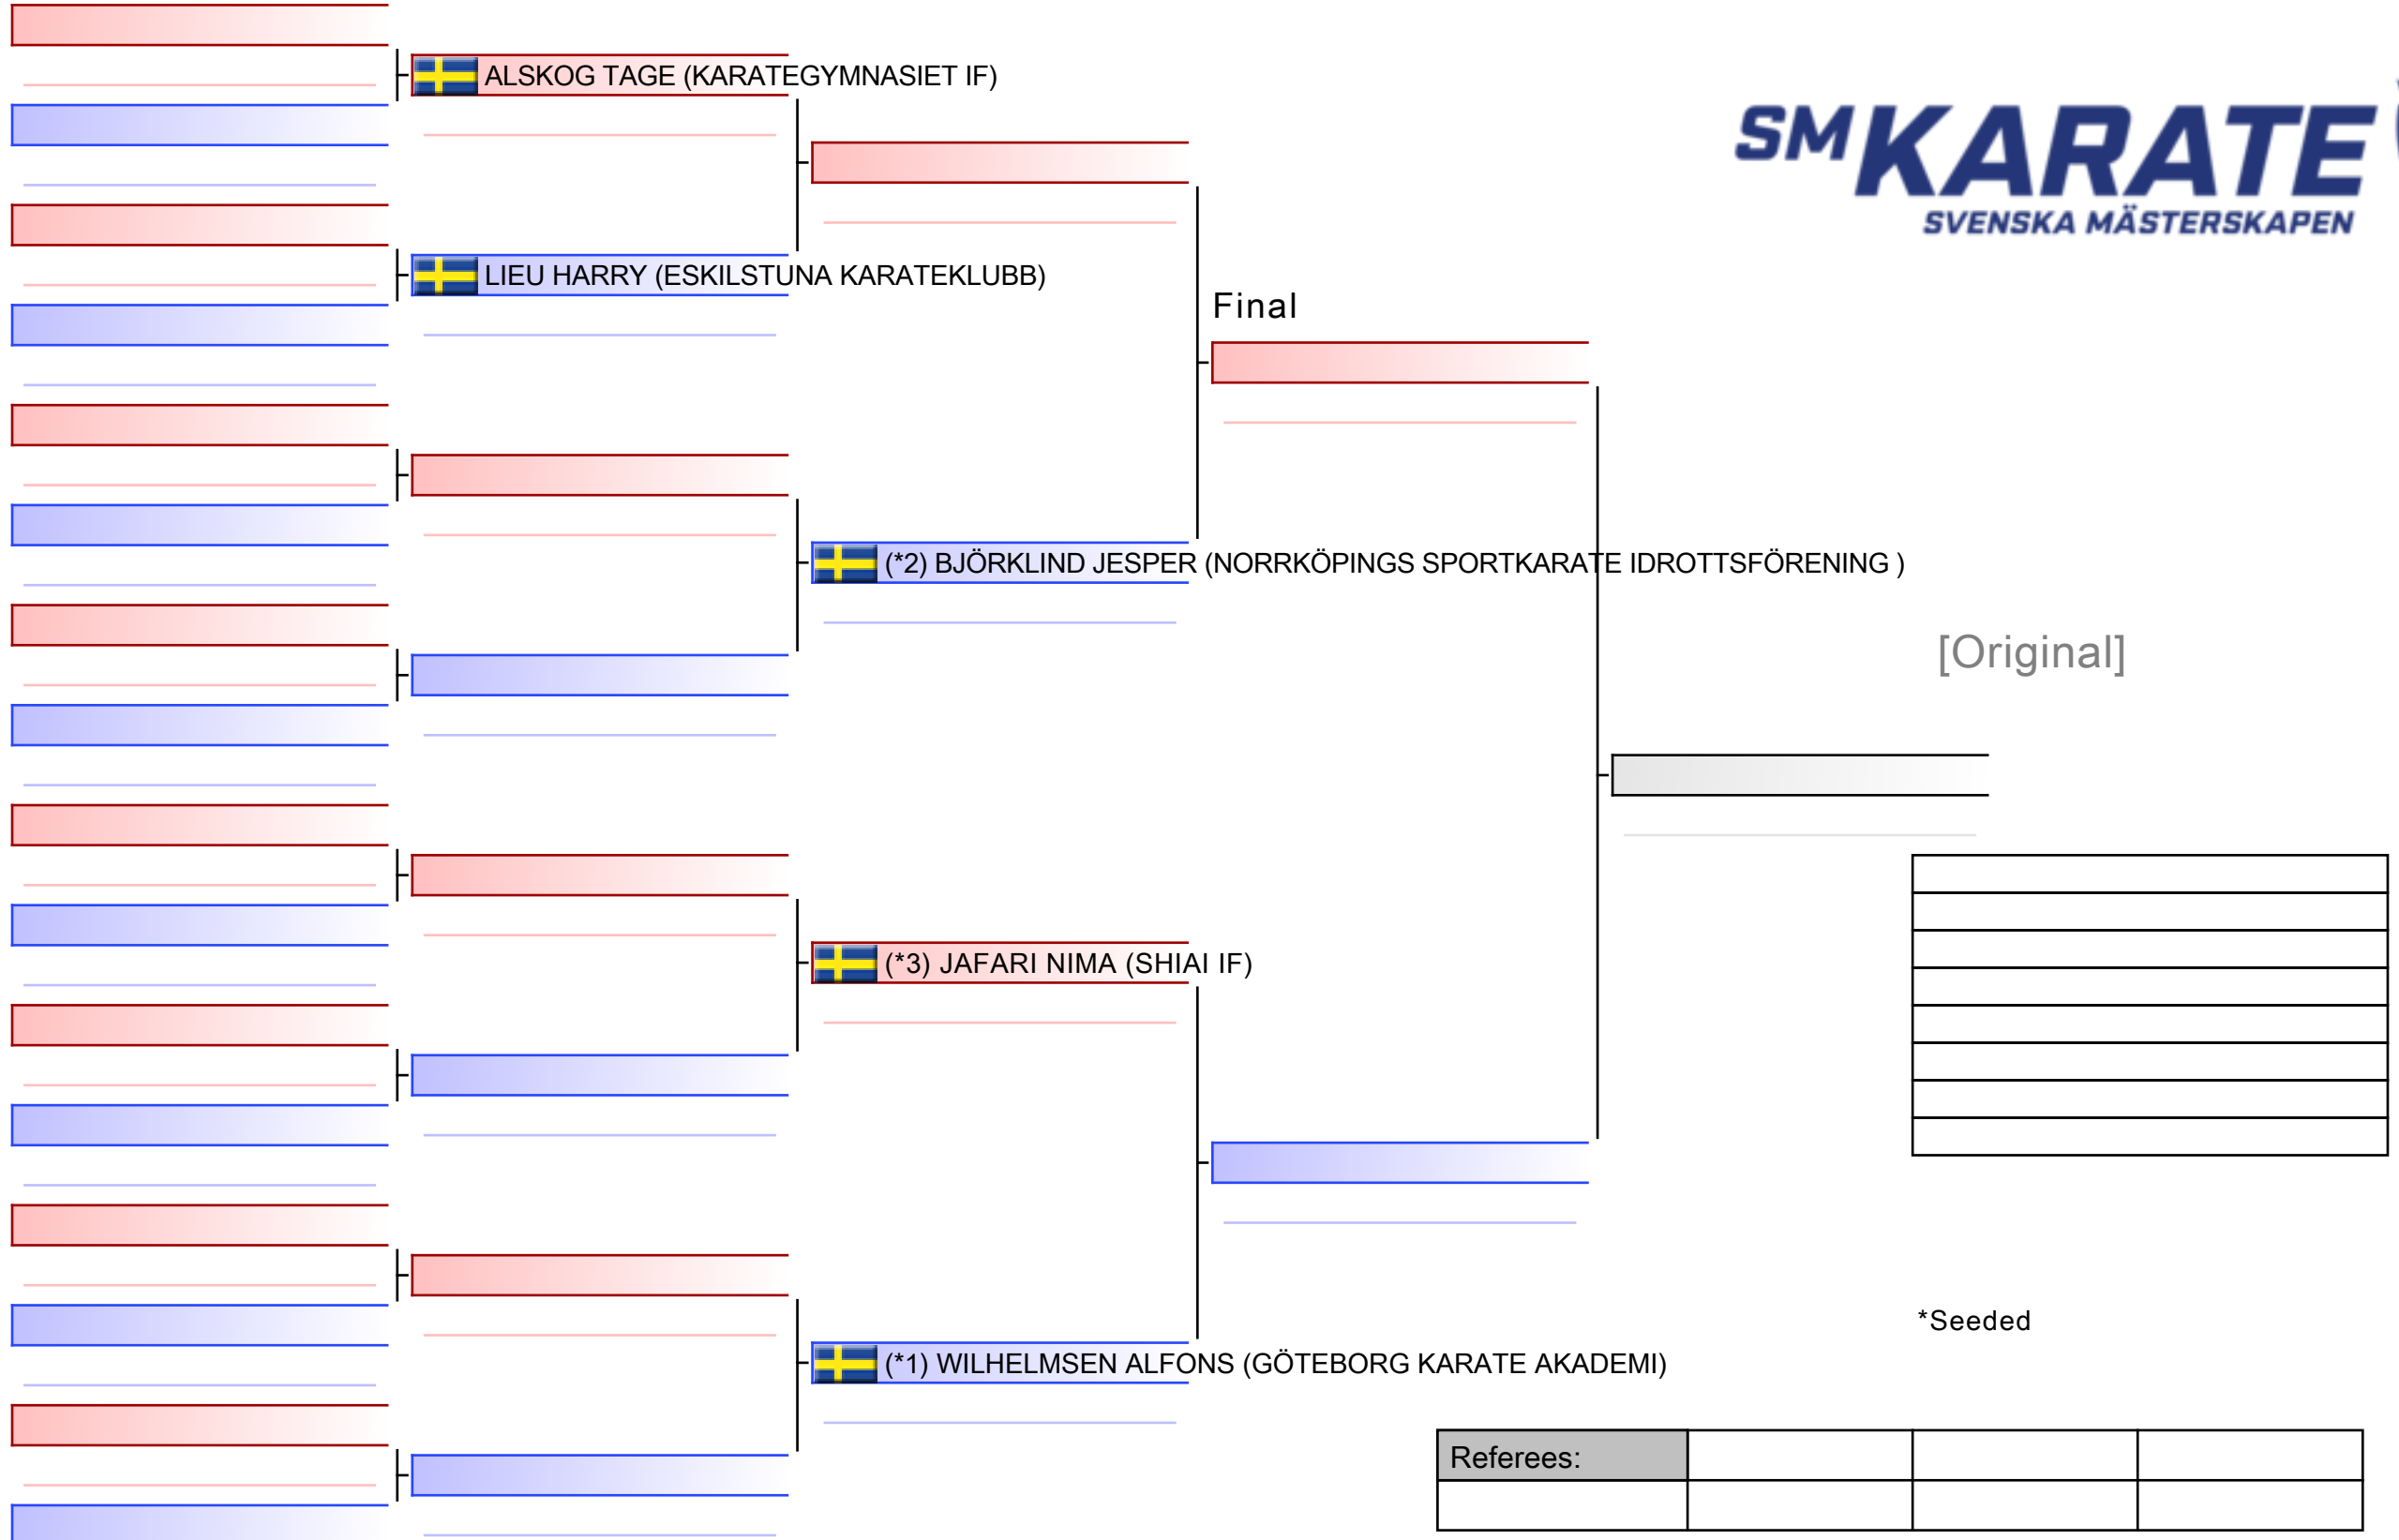 ALSKOG TAGE (KARATEGYMNASIET IF)
SMKARATE
SVENSKA MÄSTERSKAPEN
LIEU HARRY (ESKILSTUNA KARATEKLUBB)
Final
(*2) BJÖRKLIND JESPER (NORRKÖPINGS SPORTKARATE IDROTTSFÖRENING )
[Original]
(*3) JAFARI NIMA (SHIAI IF)
*Seeded
(*1) WILHELMSEN ALFONS (GÖTEBORG KARATE AKADEMI)
Referees: